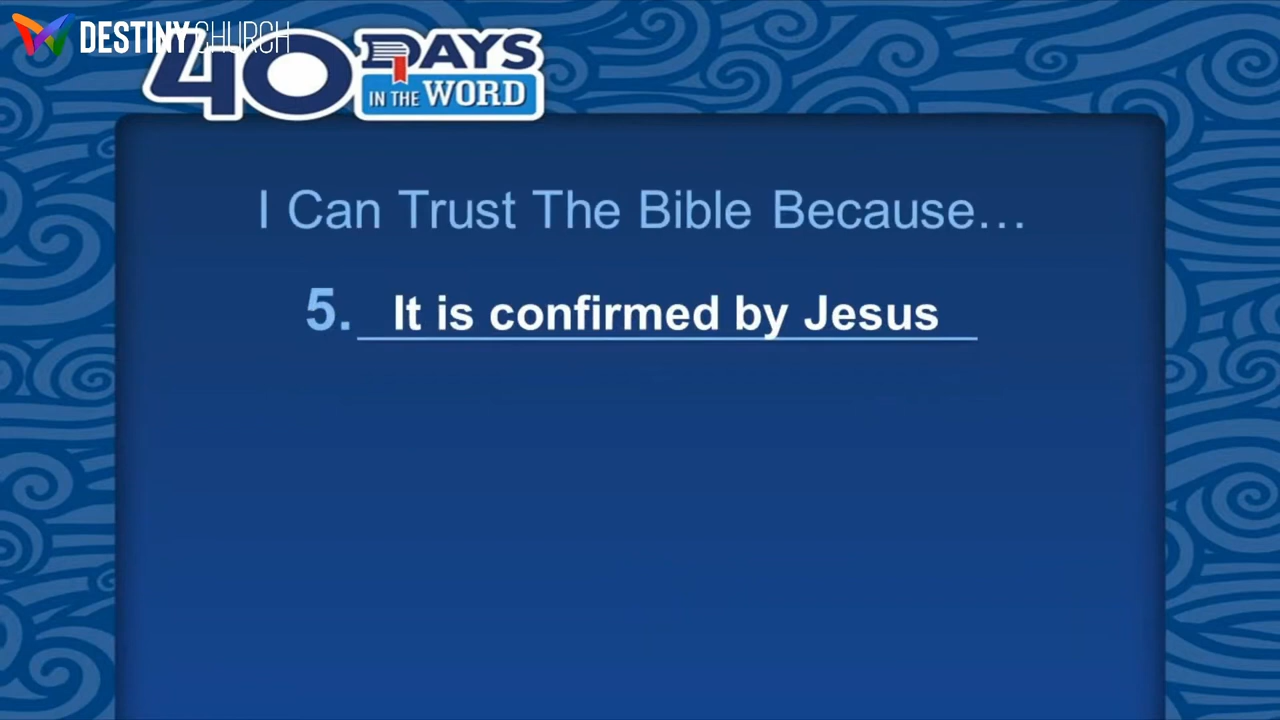 DESTINY CHURCH
40 DAYS
IN THE WORD
I Can Trust The Bible Because…
5. It is confirmed by Jesus